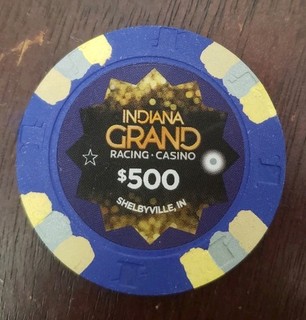 INDIANA
GRAND
RACING · CASINO
$500
SHELBYVILLE, IN